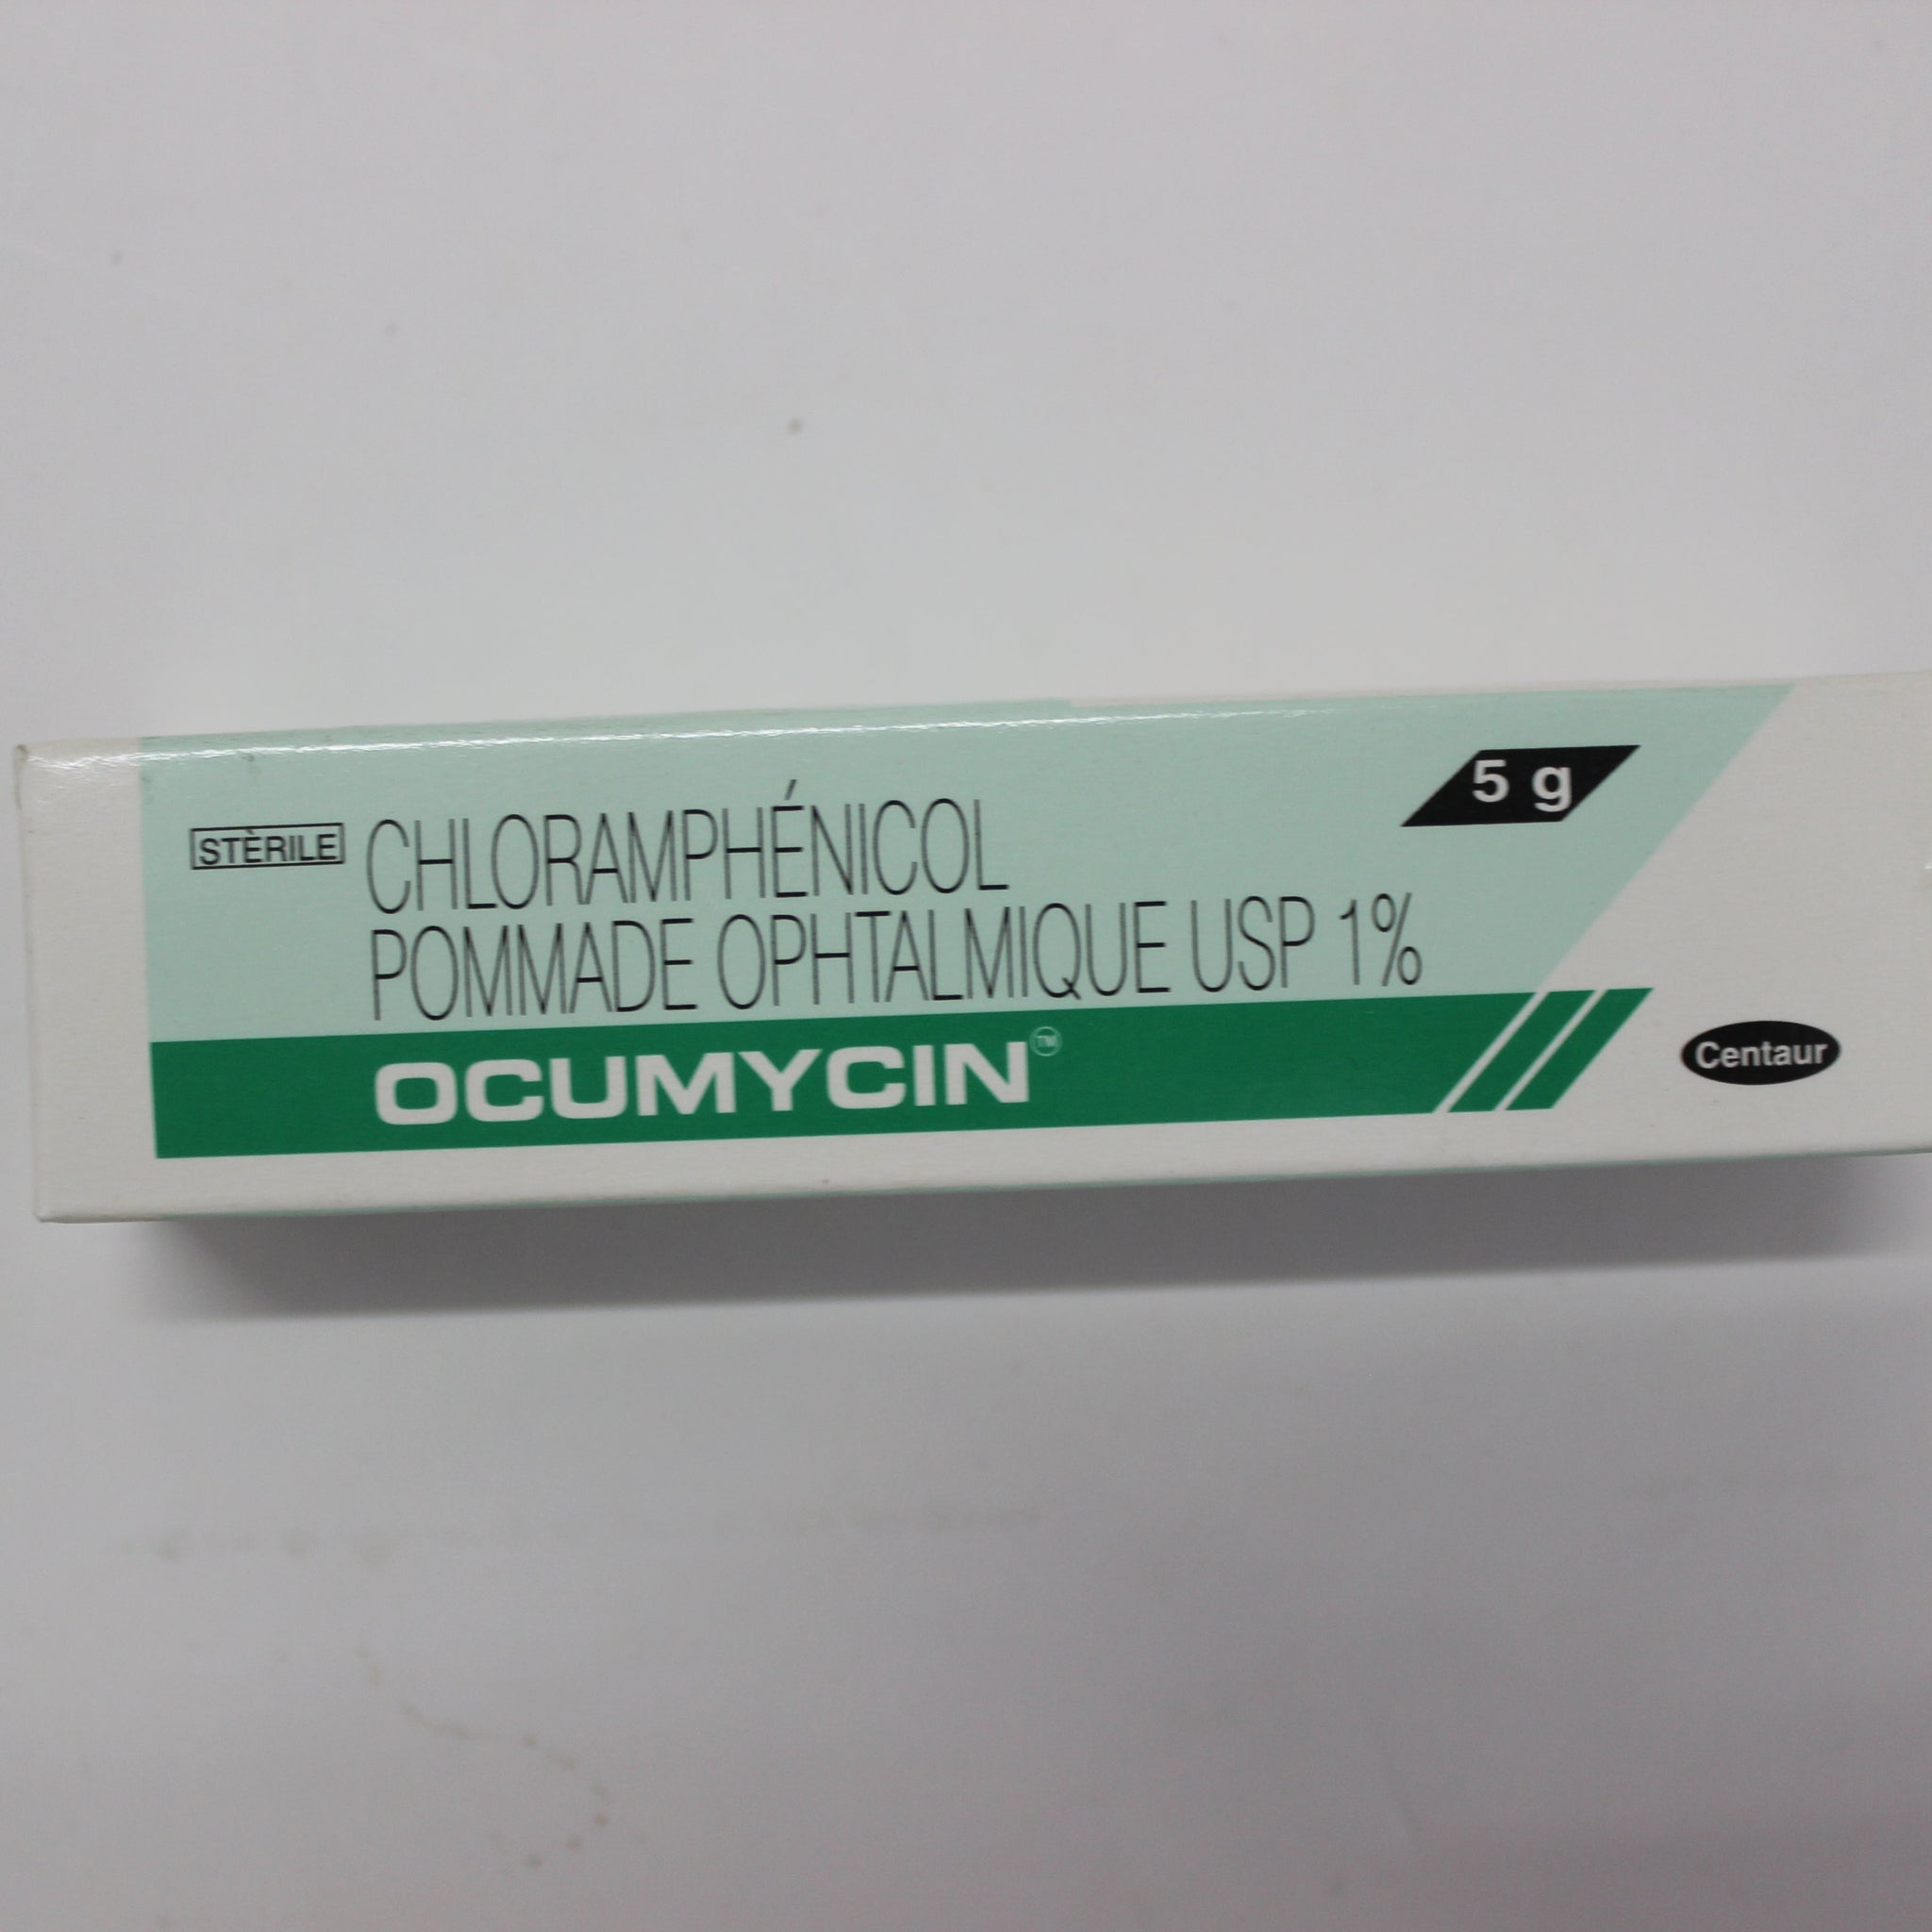 5 g
STÈRILE CHLORAMPHÉNICOL
POMMADE OPHTALMIQUE USP 1%
OCUMYCIN™
Centaur